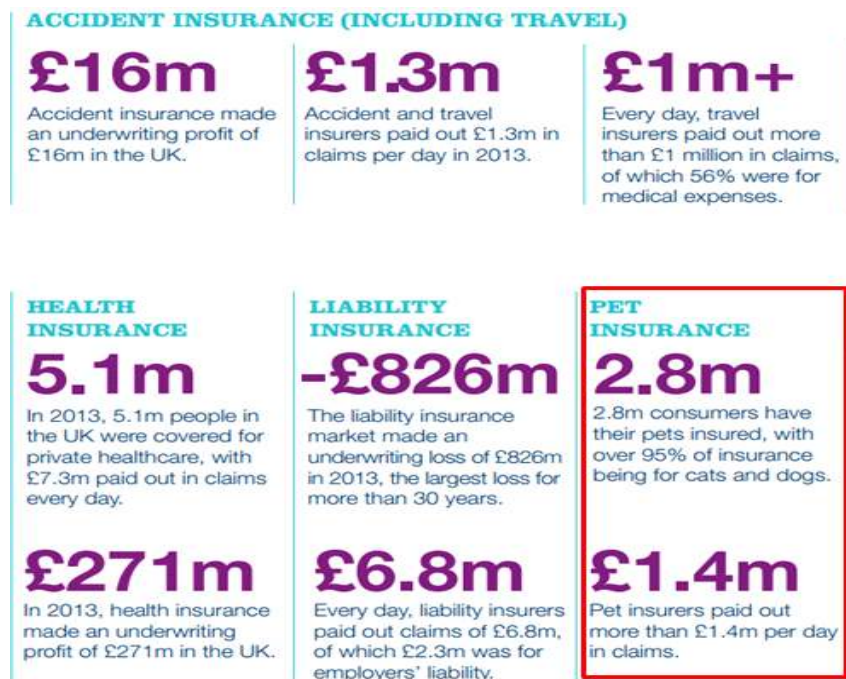 ACCIDENT INSURANCE (INCLUDING TRAVEL)
£16m
Accident insurance made
an underwriting profit of
£16m in the UK.
£1.3m
Accident and travel
insurers paid out £1.3m in
claims per day in 2013.
£1m+
Every day, travel
insurers paid out more
than £1 million in claims,
of which 56% were for
medical expenses.
HEALTH
INSURANCE
5.1m
In 2013, 5.1m people in
the UK were covered for
private healthcare, with
£7.3m paid out in claims
every day.
£271m
In 2013, health insurance
made an underwriting
profit of £271m in the UK.
LIABILITY
INSURANCE
-£826m
The liability insurance
market made an
underwriting loss of £826m
in 2013, the largest loss for
more than 30 years.
£6.8m
Every day, liability insurers
paid out claims of £6.8m,
of which £2.3m was for
employers' liability.
PET
INSURANCE
2.8m
2.8m consumers have
their pets insured, with
over 95% of insurance
being for cats and dogs.
£1.4m
Pet insurers paid out
more than £1.4m per day
in claims.